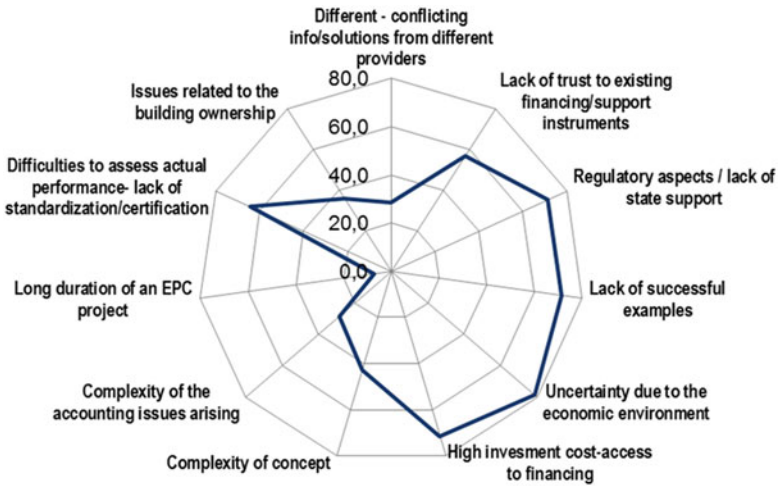 Different - conflicting
info/solutions from different
providers
Lack of trust to existing
financing/support
instruments
Regulatory aspects / lack of
state support
Lack of successful
examples
Uncertainty due to the
economic environment
High invesment cost-access
to financing
Complexity of concept
Complexity of the
accounting issues arising
Long duration of an EPC
project
Difficulties to assess actual
performance- lack of
standardization/certification
Issues related to the
building ownership
80,0
60,0
40,0
20,0
0,0